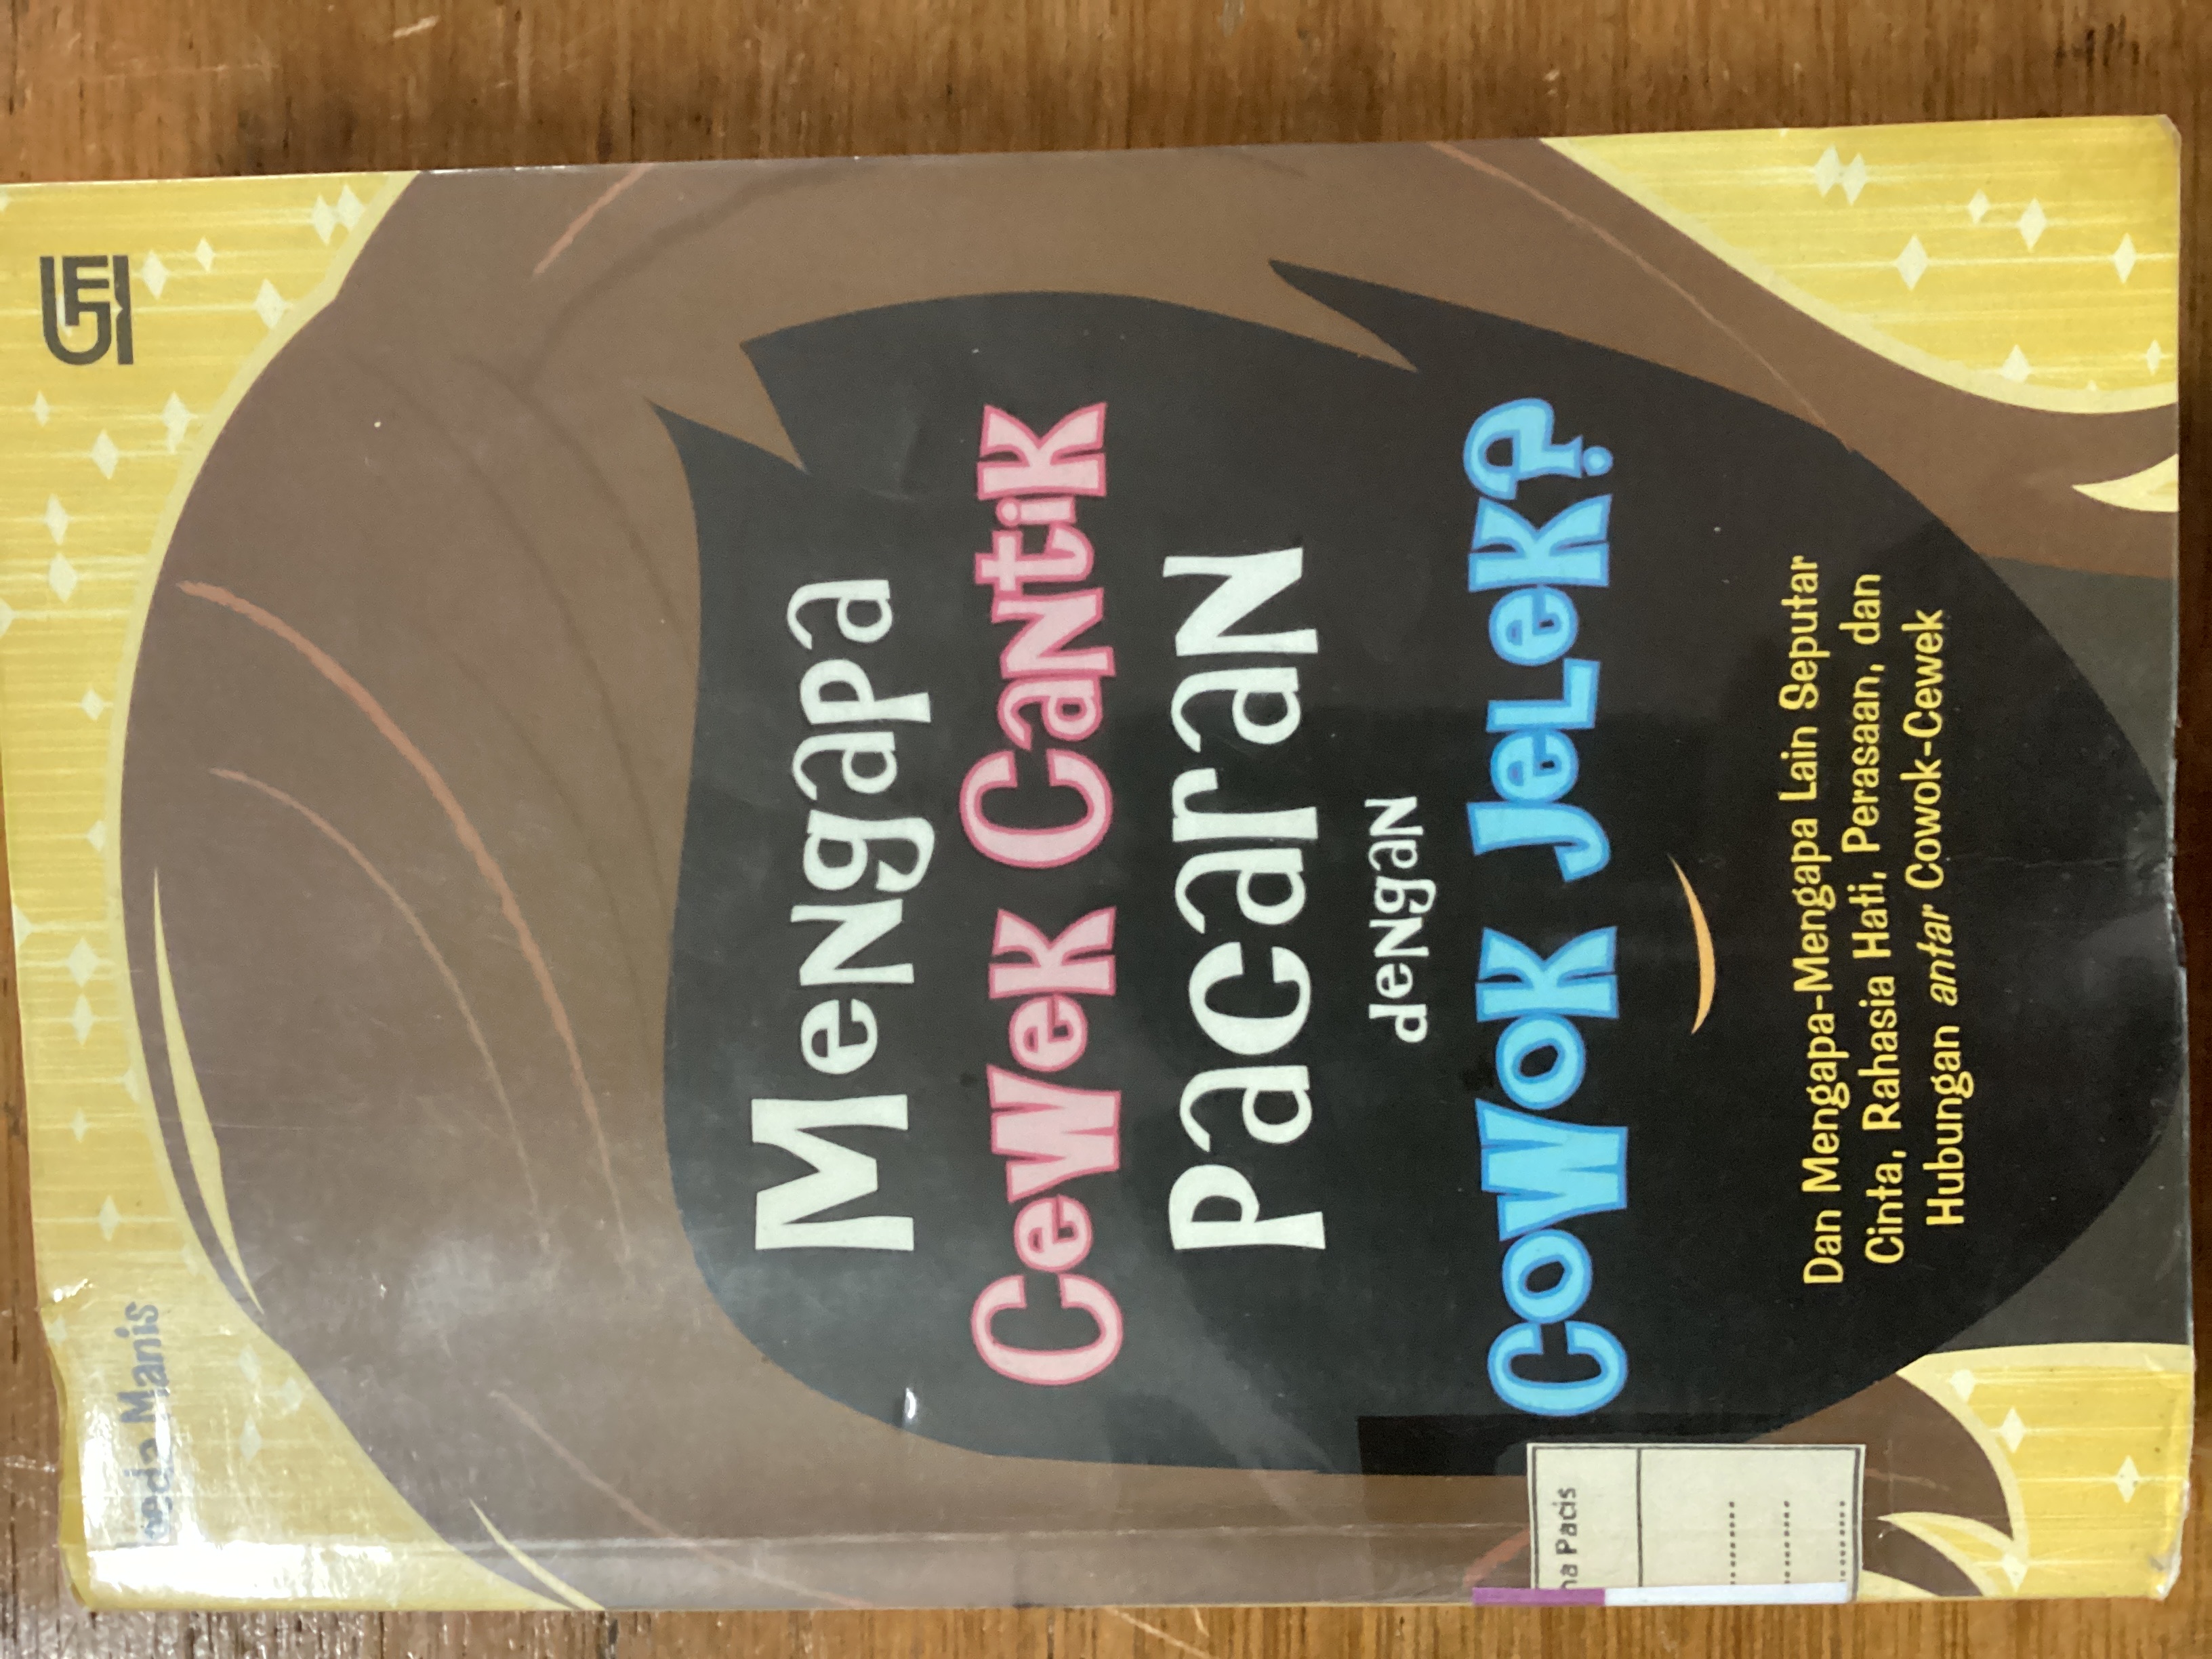 Manis
Mengapa
Cewek Cantik
Pacaran
dengan
Cowok Jelek?
Dan Mengapa-Mengapa Lain Seputar
Cinta, Rahasia Hati, Perasaan, dan
Hubungan antar Cowok-Cewek
Pacis